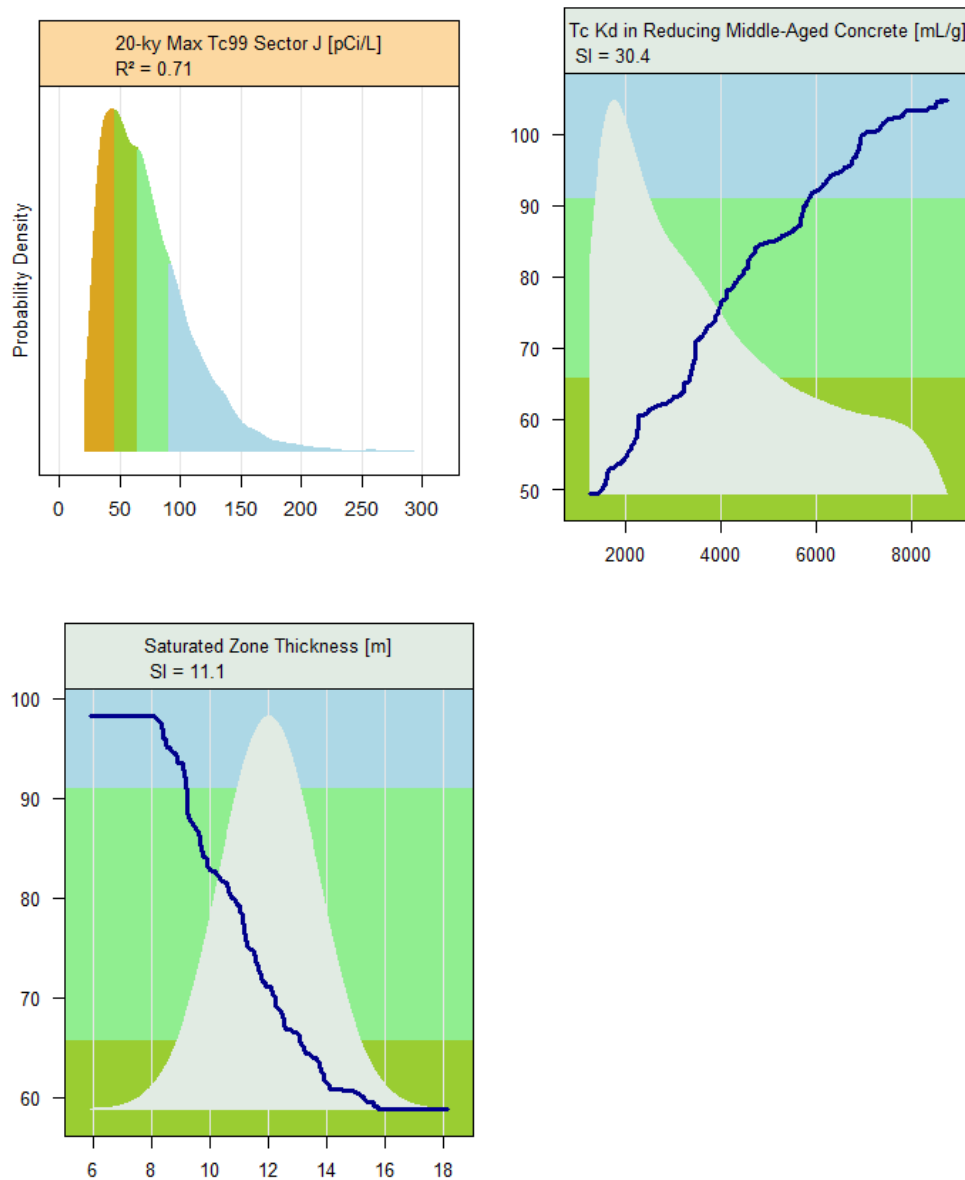 20-ky Max Tc99 Sector J [pCi/L]
R² = 0.71
Probability Density
0 50 100 150 200 250 300
Tc Kd in Reducing Middle-Aged Concrete [mL/g]
SI = 30.4
100
90
80
70
60
50
2000 4000 6000 8000
Saturated Zone Thickness [m]
SI = 11.1
100
90
80
70
60
6 8 10 12 14 16 18